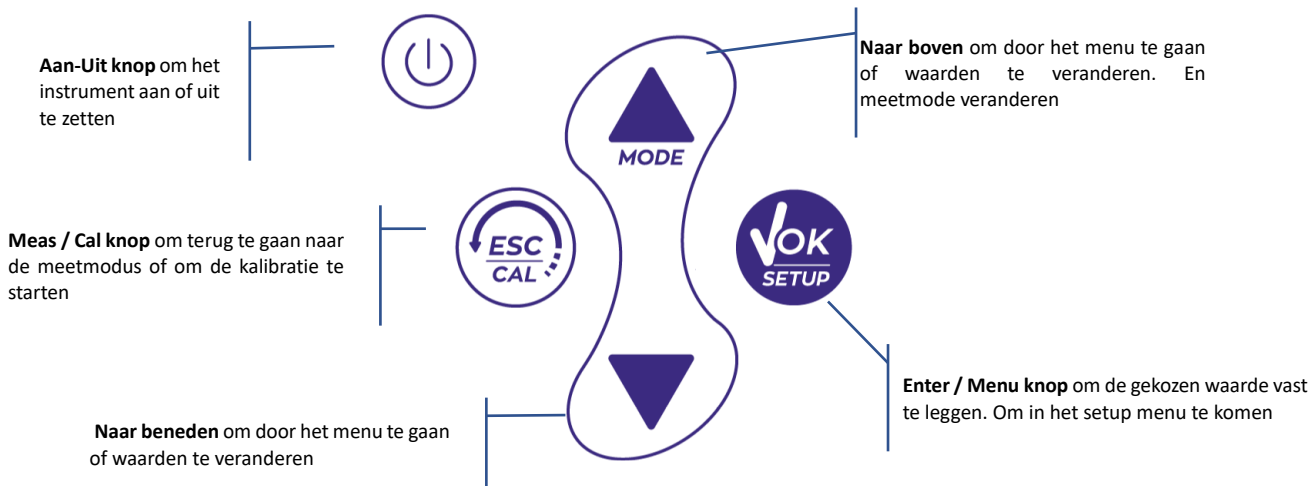 Aan-Uit knop om het
instrument aan of uit
te zetten
Naar boven om door het menu te gaan
of waarden te veranderen. En
meetmode veranderen
MODE
Meas / Cal knop om terug te gaan naar
de meetmodus of om de kalibratie te
starten
ESC
CAL
OK
SETUP
Naar beneden om door het menu te gaan
of waarden te veranderen
Enter / Menu knop om de gekozen waarde vast
te leggen. Om in het setup menu te komen